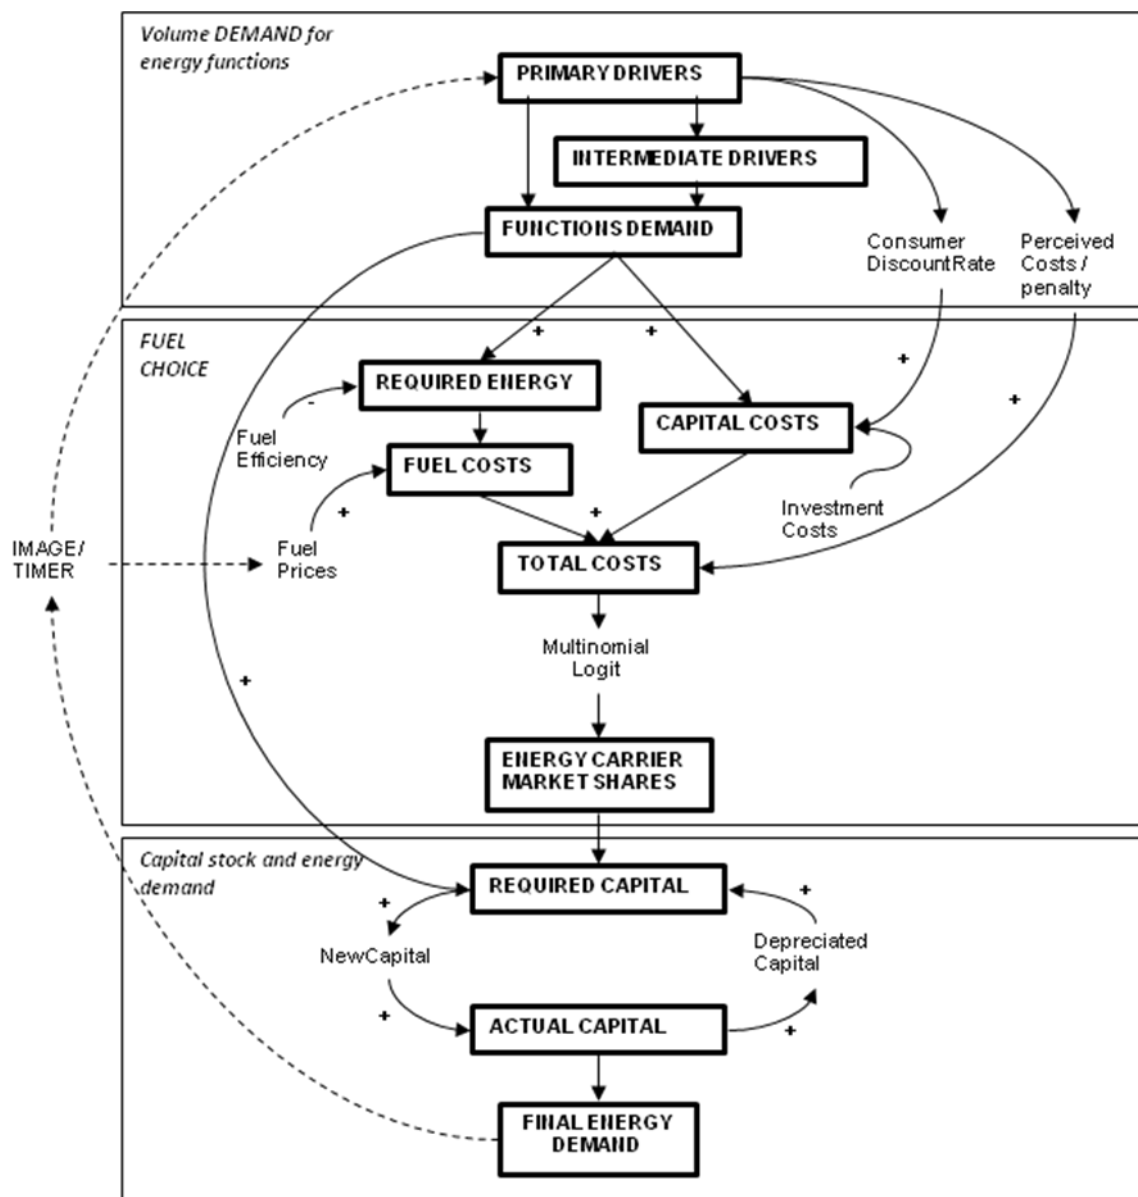 Volume DEMAND for
energy functions
PRIMARY DRIVERS
INTERMEDIATE DRIVERS
FUNCTIONS DEMAND
Consumer
DiscountRate
Perceived
Costs /
penalty
FUEL
CHOICE
+
+
REQUIRED ENERGY
+
-
+
CAPITAL COSTS
Fuel
Efficiency
FUEL COSTS
+
+
Investment
Costs
IMAGE/
TIMER
Fuel
Prices
TOTAL COSTS
Multinomial
Logit
+
ENERGY CARRIER
MARKET SHARES
Capital stock and energy
demand
REQUIRED CAPITAL
+
+
NewCapital
Depreciated
Capital
+
ACTUAL CAPITAL
+
FINAL ENERGY
DEMAND